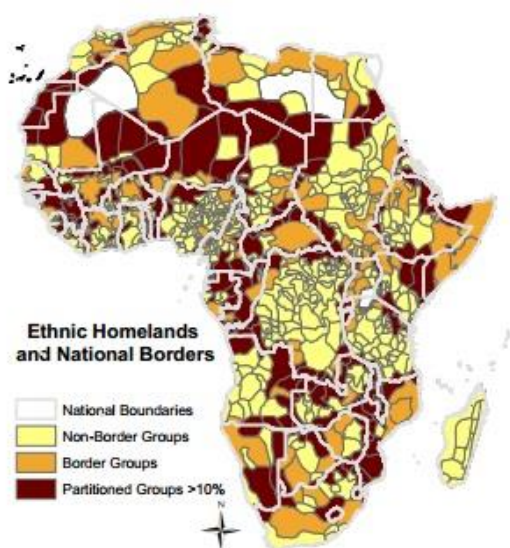 Ethnic Homelands
and National Borders
National Boundaries
Non-Border Groups
Border Groups
Partitioned Groups >10%
N